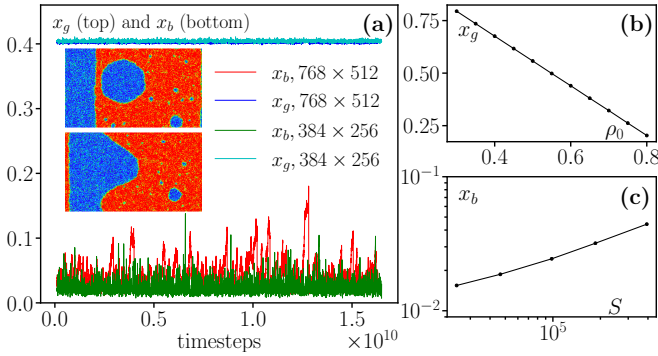 x_g (top) and x_b (bottom) (a)
0.4
0.3
0.2
0.1
0.0
x_b, 768 × 512
x_g, 768 × 512
x_b, 384 × 256
x_g, 384 × 256
0.0 0.5 1.0 1.5
timesteps ×10^10
(b)
x_g
0.75
0.50
0.25
ρ_0
0.4 0.6 0.8
10^-1
x_b (c)
10^-2
S
10^5